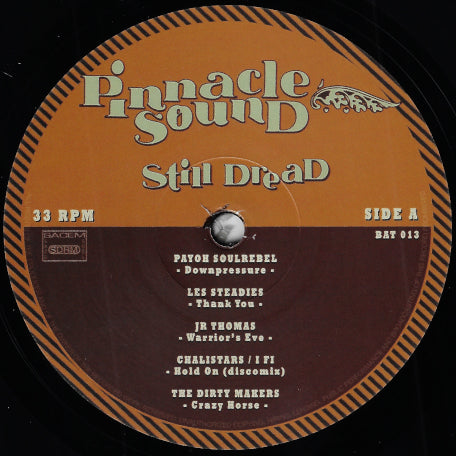 Pinnacle
Sound
Still Dread
33 RPM
SIDE A
SACEM
SDRM
BAT 013
PAYOH SOULREBEL
- Downpressure -
LES STEADIES
- Thank You -
JR THOMAS
- Warrior's Eve -
CHALISTARS / I FI
- Hold On (discomix)
THE DIRTY MAKERS
- Crazy Horse -